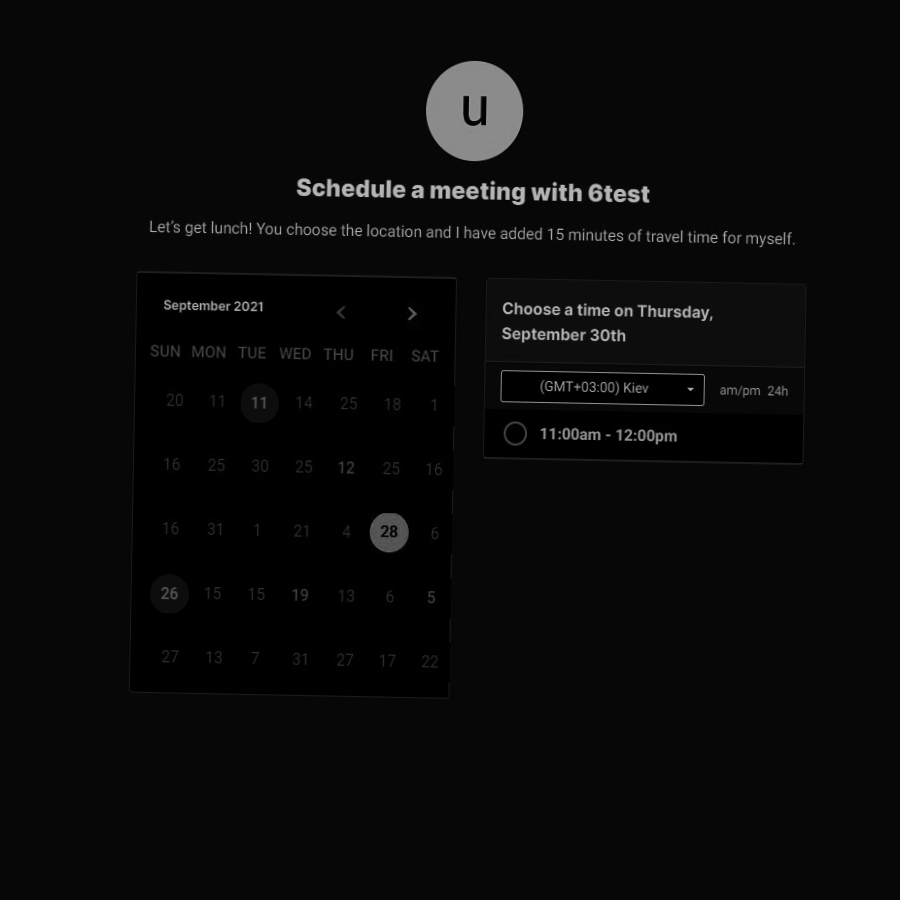 u
Schedule a meeting with 6test
Let's get lunch! You choose the location and I have added 15 minutes of travel time for myself.
September 2021
SUN MON TUE WED THU FRI SAT
20 11 11 14 25 18 1
16 25 30 25 12 25 16
16 31 1 21 4 28 6
26 15 15 19 13 6 5
27 13 7 31 27 17 22
Choose a time on Thursday,
September 30th
(GMT+03:00) Kiev am/pm 24h
11:00am - 12:00pm